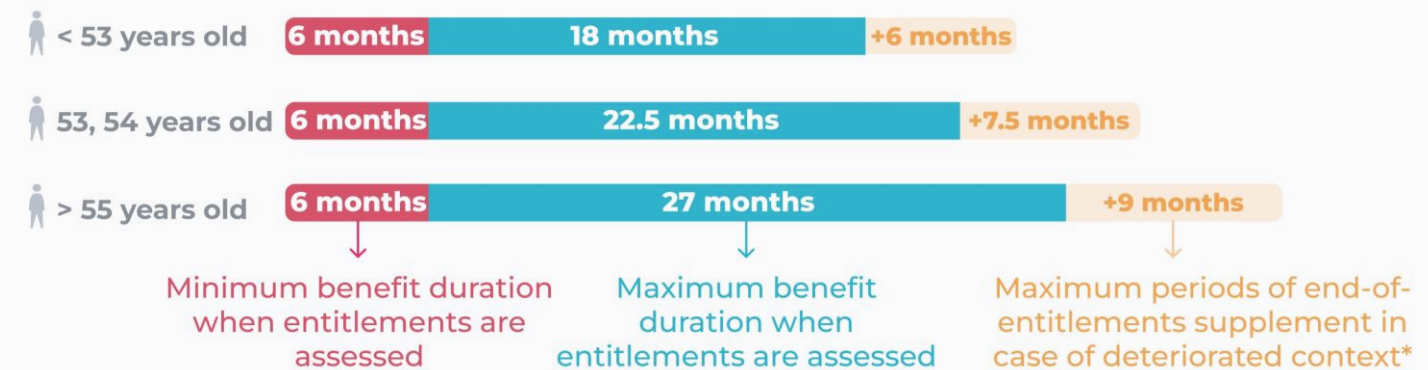 < 53 years old 6 months 18 months +6 months
53, 54 years old 6 months 22.5 months +7.5 months
> 55 years old 6 months 27 months +9 months
Minimum benefit duration
when entitlements are
assessed
Maximum benefit
duration when
entitlements are assessed
Maximum periods of end-of-
entitlements supplement in
case of deteriorated context*